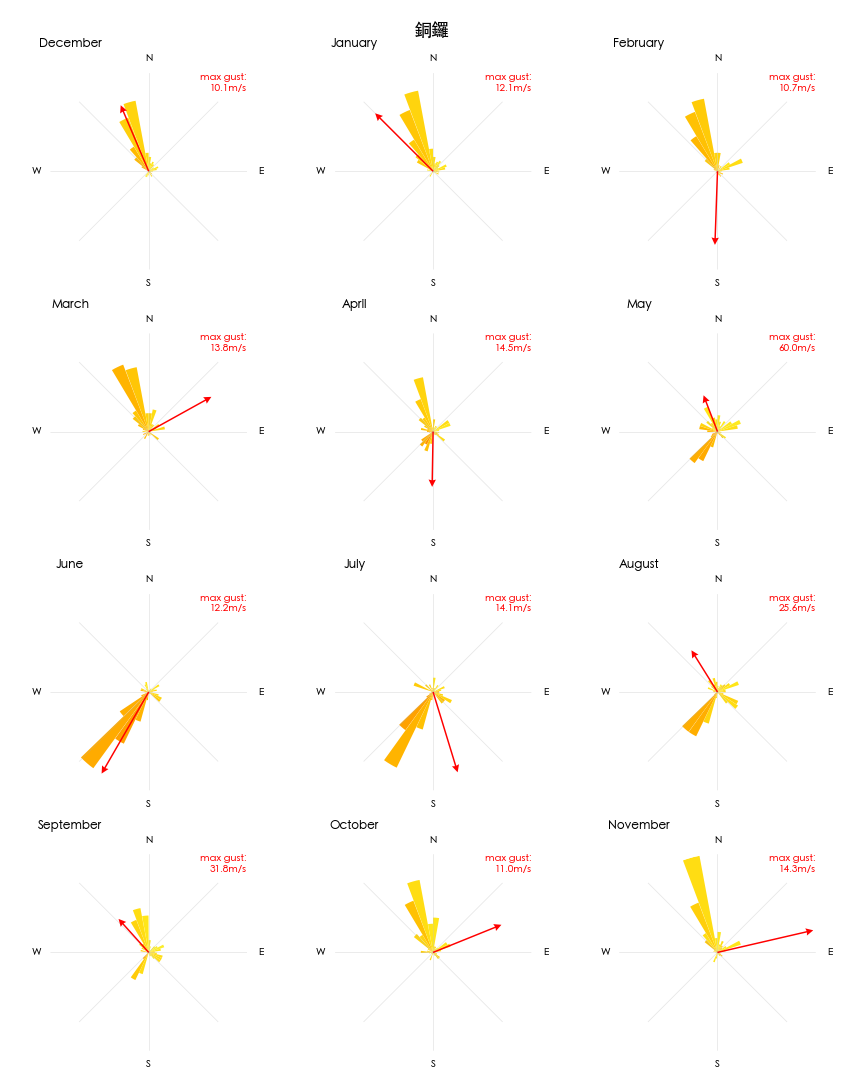 銅鑼
December
N
max gust:
10.1m/s
W
E
S
January
N
max gust:
12.1m/s
W
E
S
February
N
max gust:
10.7m/s
W
E
S
March
N
max gust:
13.8m/s
W
E
S
April
N
max gust:
14.5m/s
W
E
S
May
N
max gust:
60.0m/s
W
E
S
June
N
max gust:
12.2m/s
W
E
S
July
N
max gust:
14.1m/s
W
E
S
August
N
max gust:
25.6m/s
W
E
S
September
N
max gust:
31.8m/s
W
E
S
October
N
max gust:
11.0m/s
W
E
S
November
N
max gust:
14.3m/s
W
E
S